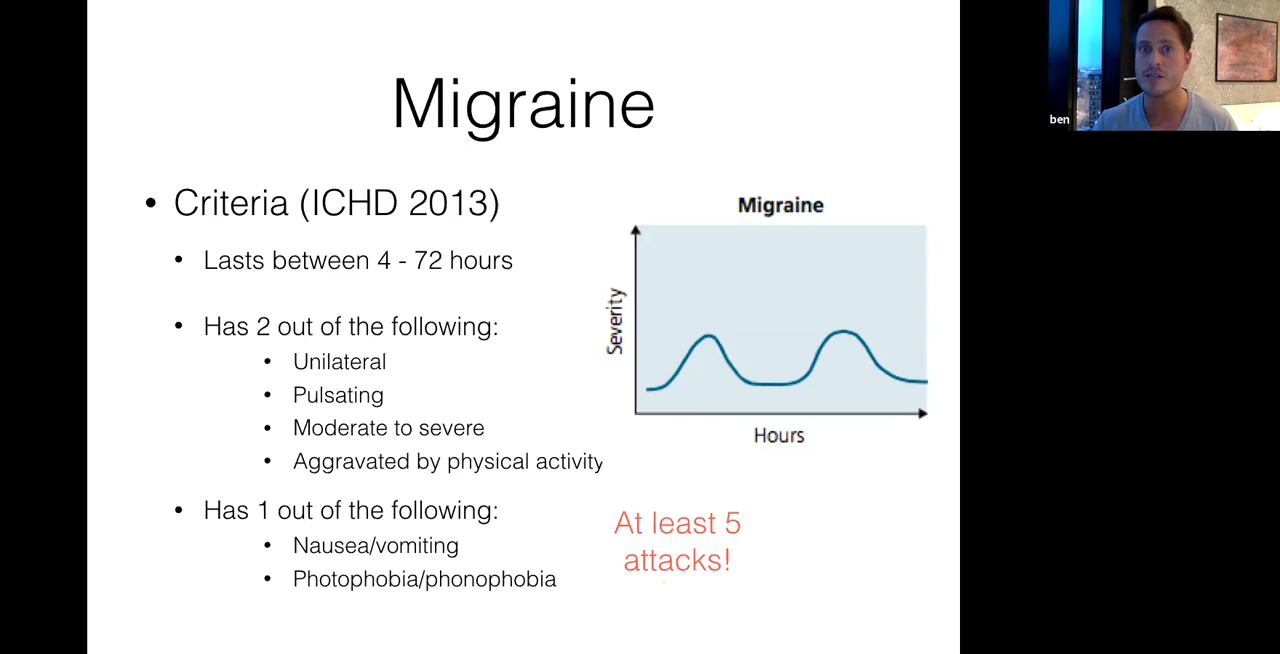 Migraine
• Criteria (ICHD 2013)
• Lasts between 4 - 72 hours
• Has 2 out of the following:
• Unilateral
• Pulsating
• Moderate to severe
• Aggravated by physical activity
• Has 1 out of the following:
• Nausea/vomiting
• Photophobia/phonophobia
Migraine
Severity
Hours
At least 5
attacks!
ben